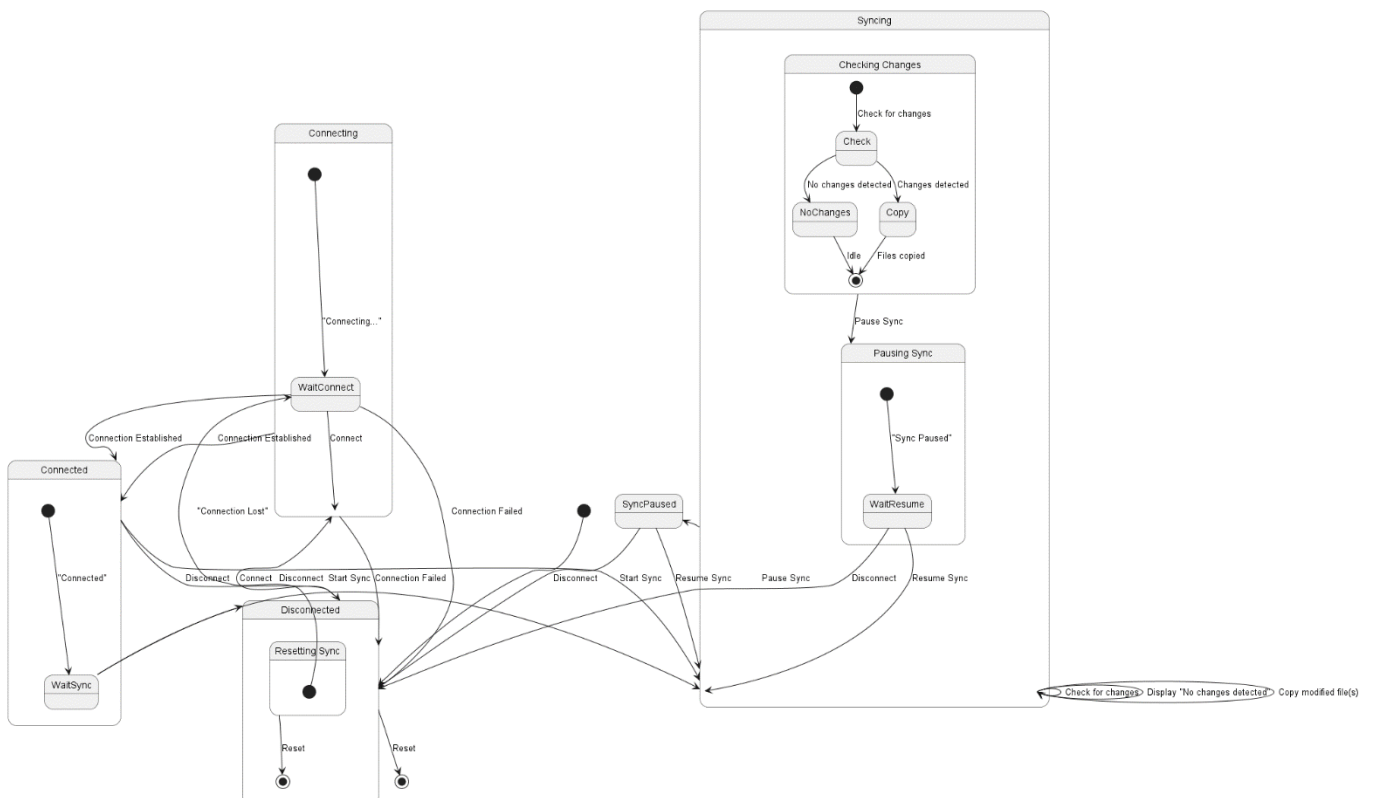 Syncing
Checking Changes
Check for changes
Connecting
Check
No changes detected
Changes detected
NoChanges
Copy
Idle
Files copied
"Connecting..."
Pause Sync
Pausing Sync
WaitConnect
Connection Established
Connection Established
Connect
"Sync Paused"
Connected
"Connection Lost"
Connection Failed
SyncPaused
WaitResume
"Connected"
Disconnect
Connect
Disconnect
Start Sync
Connection Failed
Disconnect
Start Sync
Resume Sync
Pause Sync
Disconnect
Resume Sync
Disconnected
Resetting Sync
WaitSync
Check for changes
Display "No changes detected"
Copy modified file(s)
Reset
Reset